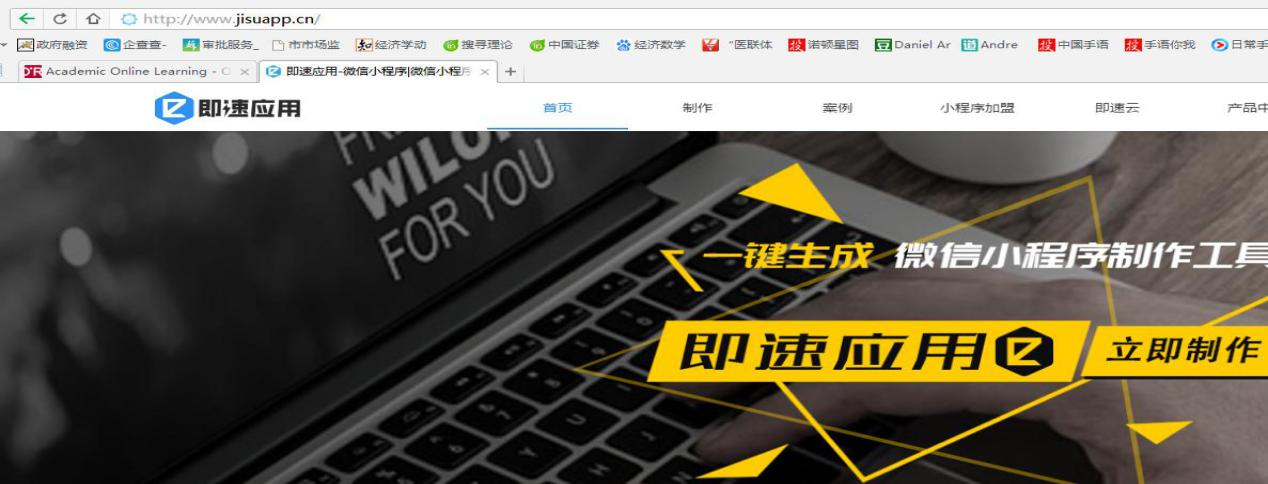 http://www.jisuapp.cn/
政府融资 企查查- 审批服务_ 市市场监 经济学动 搜寻理论 中国证券 经济数学 “医联体 诺顿星图 Daniel Ar Andre 中国手语 手语你我 日常手
Academic Online Learning - C 即速应用-微信小程序|微信小程序
即速应用 首页 制作 案例 小程序加盟 即速云 产品中
WILO
FOR YOU
一键生成 微信小程序制作工具
即速应用 立即制作